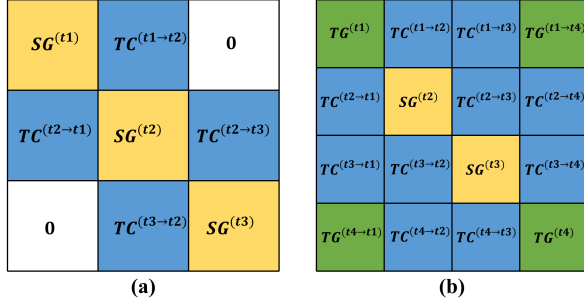 SG^(t1) TC^(t1→t2) 0
TC^(t2→t1) SG^(t2) TC^(t2→t3)
0 TC^(t3→t2) SG^(t3)
(a)
TG^(t1) TC^(t1→t2) TC^(t1→t3) TG^(t1→t4)
TC^(t2→t1) SG^(t2) TC^(t2→t3) TC^(t2→t4)
TC^(t3→t1) TC^(t3→t2) SG^(t3) TC^(t3→t4)
TG^(t4→t1) TC^(t4→t2) TC^(t4→t3) TG^(t4)
(b)